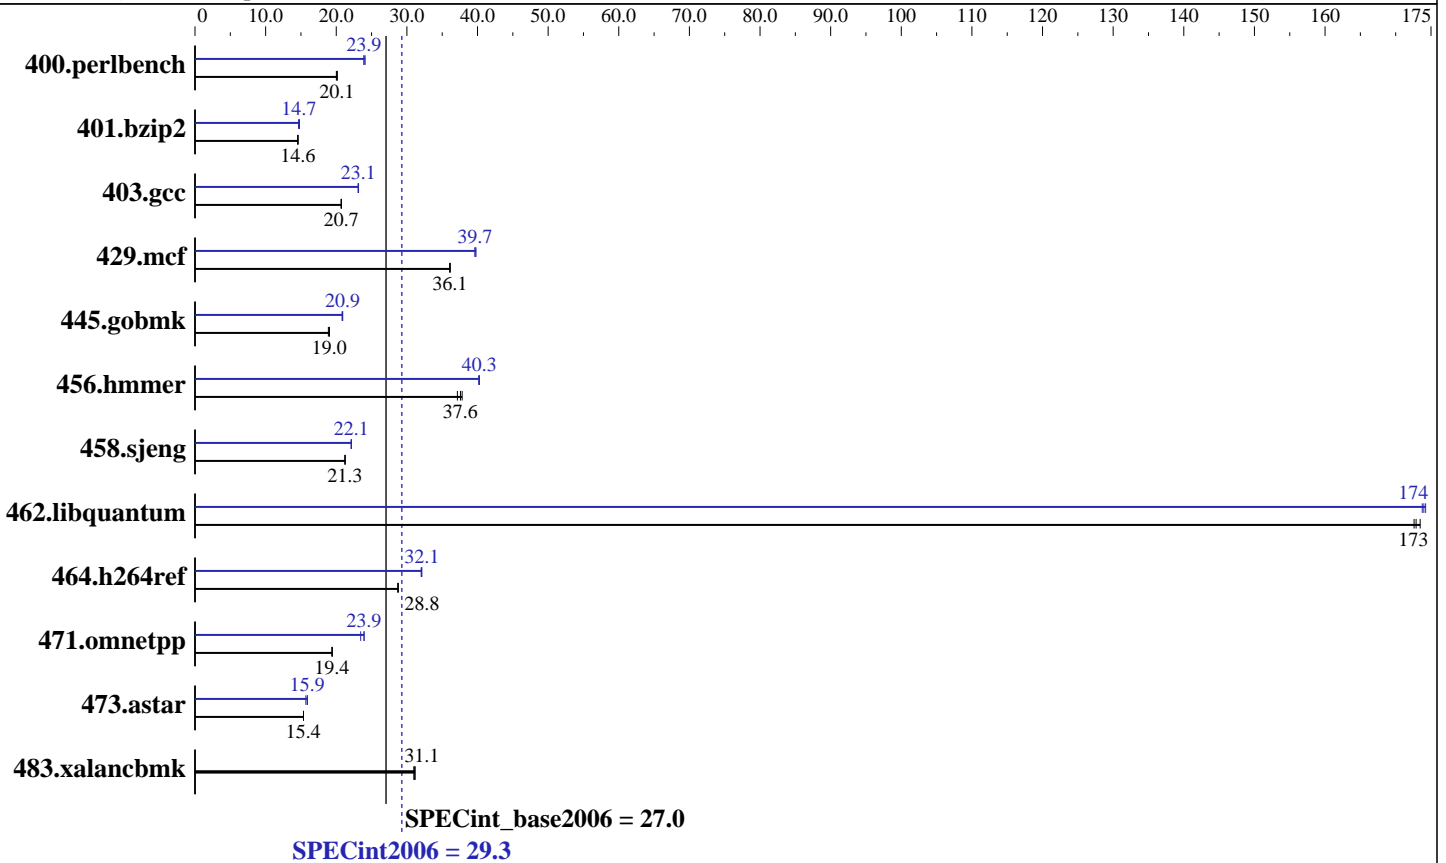 0 10.0 20.0 30.0 40.0 50.0 60.0 70.0 80.0 90.0 100 110 120 130 140 150 160 175
23.9
400.perlbench
20.1
14.7
401.bzip2
14.6
23.1
403.gcc
20.7
39.7
429.mcf
36.1
20.9
445.gobmk
19.0
40.3
456.hmmer
37.6
22.1
458.sjeng
21.3
174
462.libquantum
173
32.1
464.h264ref
28.8
23.9
471.omnetpp
19.4
15.9
473.astar
15.4
31.1
483.xalancbmk
SPECint_base2006 = 27.0
SPECint2006 = 29.3